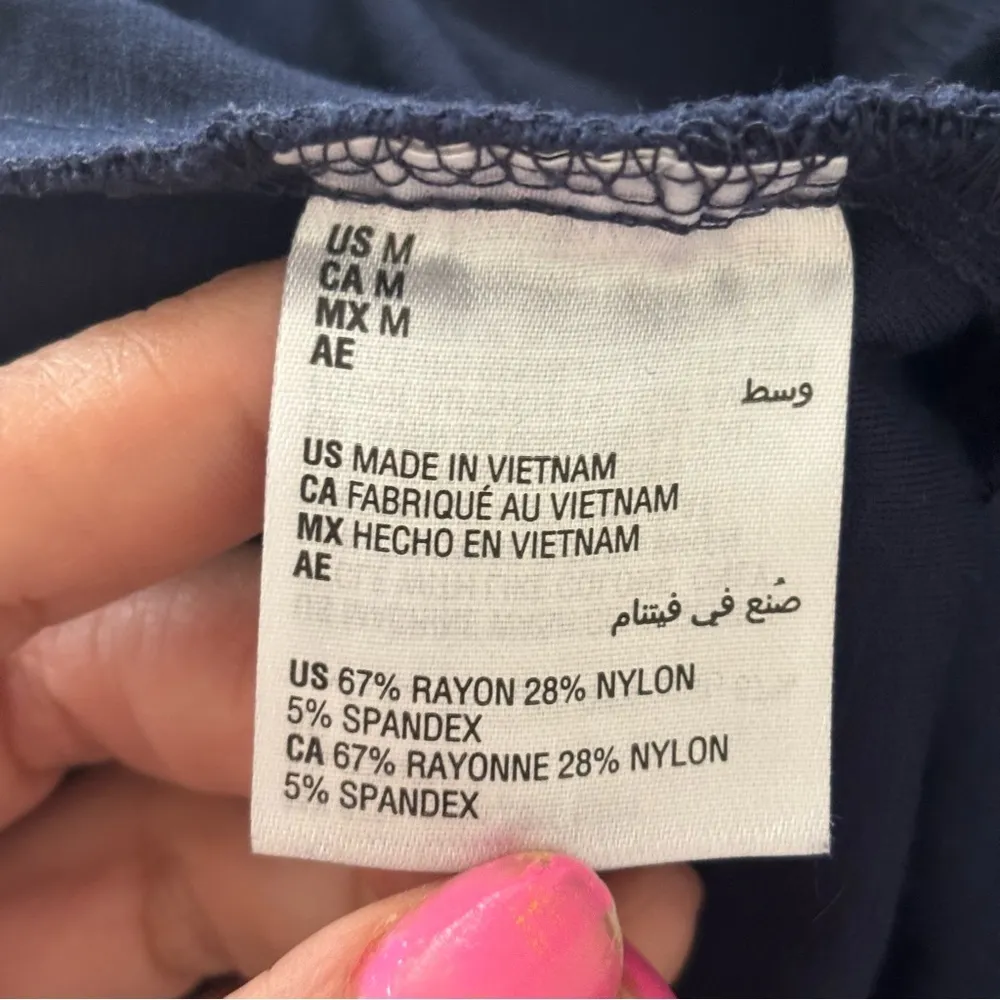 US M
CA M
MX M
AE
وسط
US MADE IN VIETNAM
CA FABRIQUÉ AU VIETNAM
MX HECHO EN VIETNAM
AE
صُنع في فيتنام
US 67% RAYON 28% NYLON
5% SPANDEX
CA 67% RAYONNE 28% NYLON
5% SPANDEX